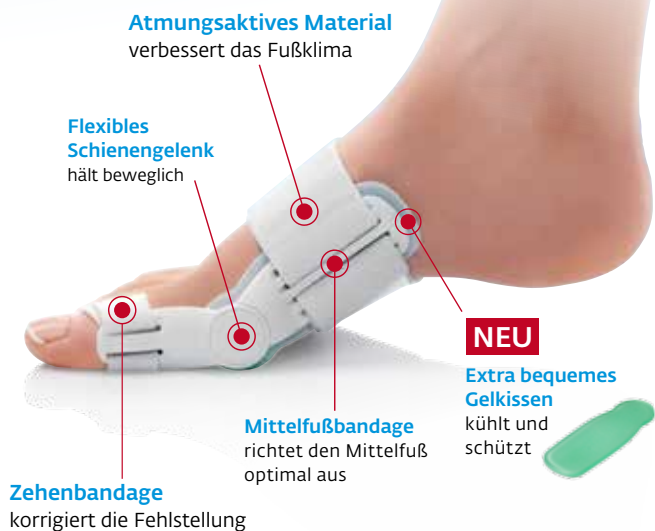 Atmungsaktives Material
verbessert das Fußklima
Flexibles
Schienengelenk
hält beweglich
NEU
Extra bequemes
Gelkissen
kühlt und
schützt
Mittelfußbandage
richtet den Mittelfuß
optimal aus
Zehenbandage
korrigiert die Fehlstellung